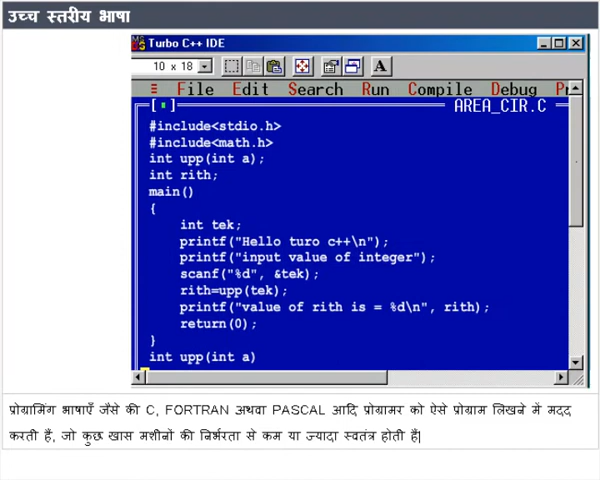 उच्च स्तरीय भाषा
Turbo C++ IDE
10 x 18
A
File Edit Search Run Compile Debug
[ ] AREA_CIR.C
#include<stdio.h>
#include<math.h>
int upp(int a);
int rith;
main()
{
int tek;
printf("Hello turo c++\n");
printf("input value of integer");
scanf("%d", &tek);
rith=upp(tek);
printf("value of rith is = %d\n", rith);
return(0);
}
int upp(int a)
प्रोग्रामिंग भाषाएँ जैसे की C, FORTRAN अथवा PASCAL आदि प्रोग्रामर को ऐसे प्रोग्राम लिखने में मदद
करती हैं, जो कुछ खास मशीनों की निर्भरता से कम या ज्यादा स्वतंत्र होती हैं|